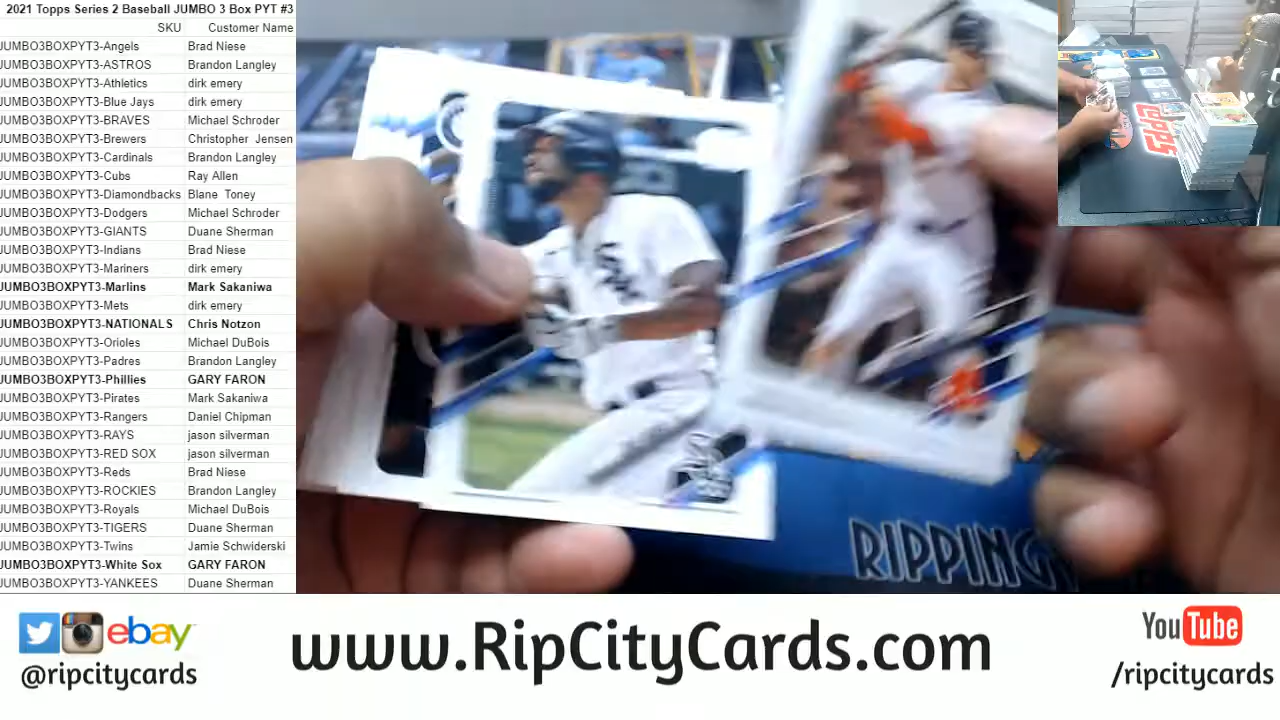 2021 Topps Series 2 Baseball JUMBO 3 Box PYT #3
SKU Customer Name
JUMBO3BOXPYT3-Angels Brad Niese
JUMBO3BOXPYT3-ASTROS Brandon Langley
JUMBO3BOXPYT3-Athletics dirk emery
JUMBO3BOXPYT3-Blue Jays dirk emery
JUMBO3BOXPYT3-BRAVES Michael Schroder
JUMBO3BOXPYT3-Brewers Christopher Jensen
JUMBO3BOXPYT3-Cardinals Brandon Langley
JUMBO3BOXPYT3-Cubs Ray Allen
JUMBO3BOXPYT3-Diamondbacks Blane Toney
JUMBO3BOXPYT3-Dodgers Michael Schroder
JUMBO3BOXPYT3-GIANTS Duane Sherman
JUMBO3BOXPYT3-Indians Brad Niese
JUMBO3BOXPYT3-Mariners dirk emery
JUMBO3BOXPYT3-Marlins Mark Sakaniwa
JUMBO3BOXPYT3-Mets dirk emery
JUMBO3BOXPYT3-NATIONALS Chris Notzon
JUMBO3BOXPYT3-Orioles Michael DuBois
JUMBO3BOXPYT3-Padres Brandon Langley
JUMBO3BOXPYT3-Phillies GARY FARON
JUMBO3BOXPYT3-Pirates Mark Sakaniwa
JUMBO3BOXPYT3-Rangers Daniel Chipman
JUMBO3BOXPYT3-RAYS jason silverman
JUMBO3BOXPYT3-RED SOX jason silverman
JUMBO3BOXPYT3-Reds Brad Niese
JUMBO3BOXPYT3-ROCKIES Brandon Langley
JUMBO3BOXPYT3-Royals Michael DuBois
JUMBO3BOXPYT3-TIGERS Duane Sherman
JUMBO3BOXPYT3-Twins Jamie Schwiderski
JUMBO3BOXPYT3-White Sox GARY FARON
JUMBO3BOXPYT3-YANKEES Duane Sherman
topps
RIPPING
ebay
@ripcitycards
www.RipCityCards.com
YouTube
/ripcitycards